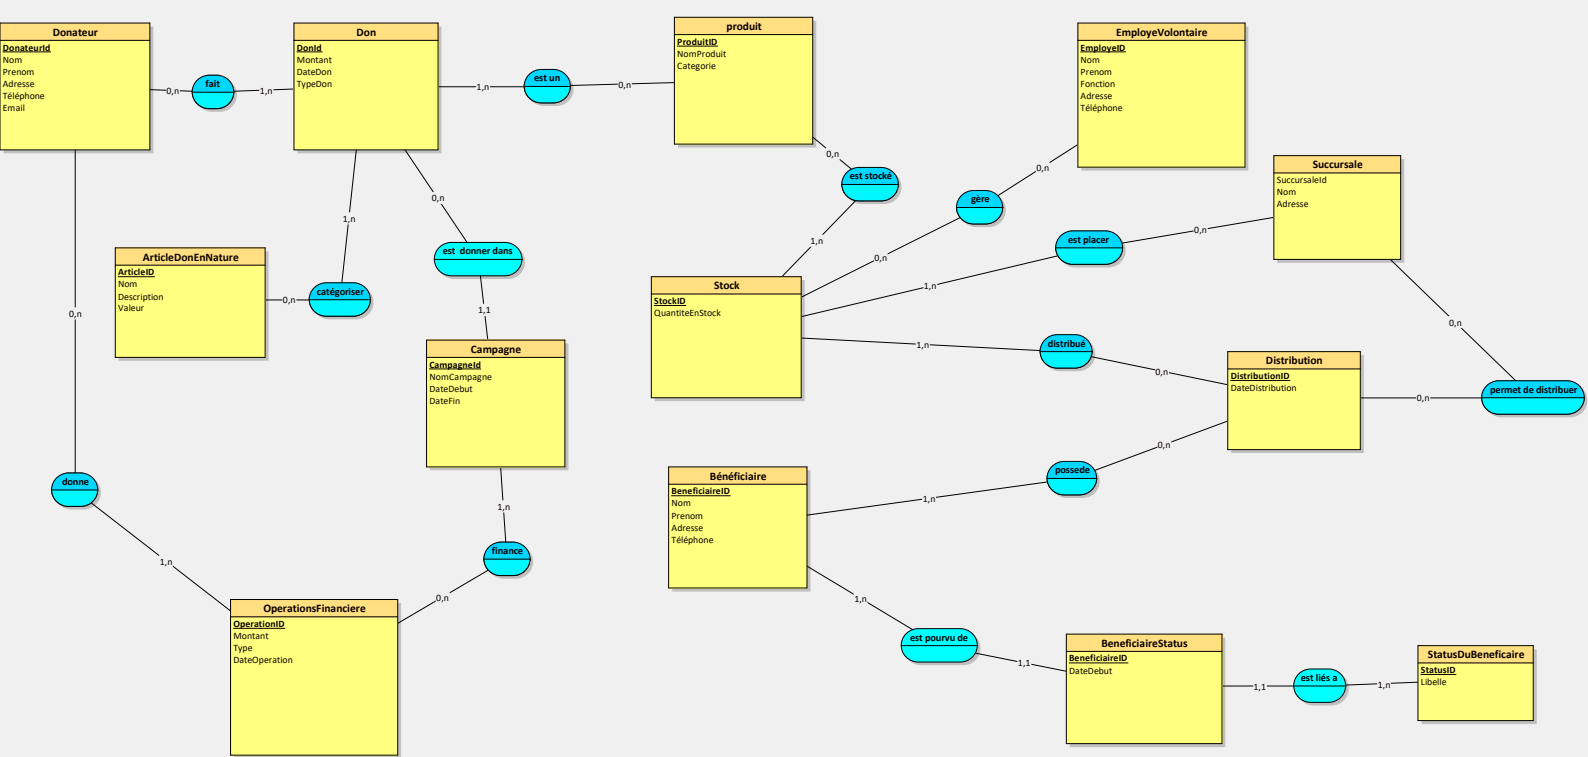 Donateur
DonateurId
Nom
Prenom
Adresse
Téléphone
Email
0,n
fait
1,n
Don
DonId
Montant
DateDon
TypeDon
1,n
est un
0,n
produit
ProduitID
NomProduit
Categorie
EmployeVolontaire
EmployeID
Nom
Prenom
Fonction
Adresse
Téléphone
0,n
est stocké
1,n
0,n
gère
0,n
Succursale
SuccursaleId
Nom
Adresse
0,n
est placer
1,n
1,n
0,n
est donner dans
1,1
ArticleDonEnNature
ArticleID
Nom
Description
Valeur
0,n
catégoriser
0,n
Stock
StockID
QuantiteEnStock
1,n
distribué
0,n
0,n
Campagne
CampagneId
NomCampagne
DateDebut
DateFin
Distribution
DistributionID
DateDistribution
0,n
permet de distribuer
0,n
possede
1,n
Bénéficiaire
BeneficiaireID
Nom
Prenom
Adresse
Téléphone
donne
1,n
1,n
finance
0,n
OperationsFinanciere
OperationID
Montant
Type
DateOperation
1,n
est pourvu de
1,1
BeneficiaireStatus
BeneficiaireID
DateDebut
1,1
est liés a
1,n
StatusDuBeneficaire
StatusID
Libelle